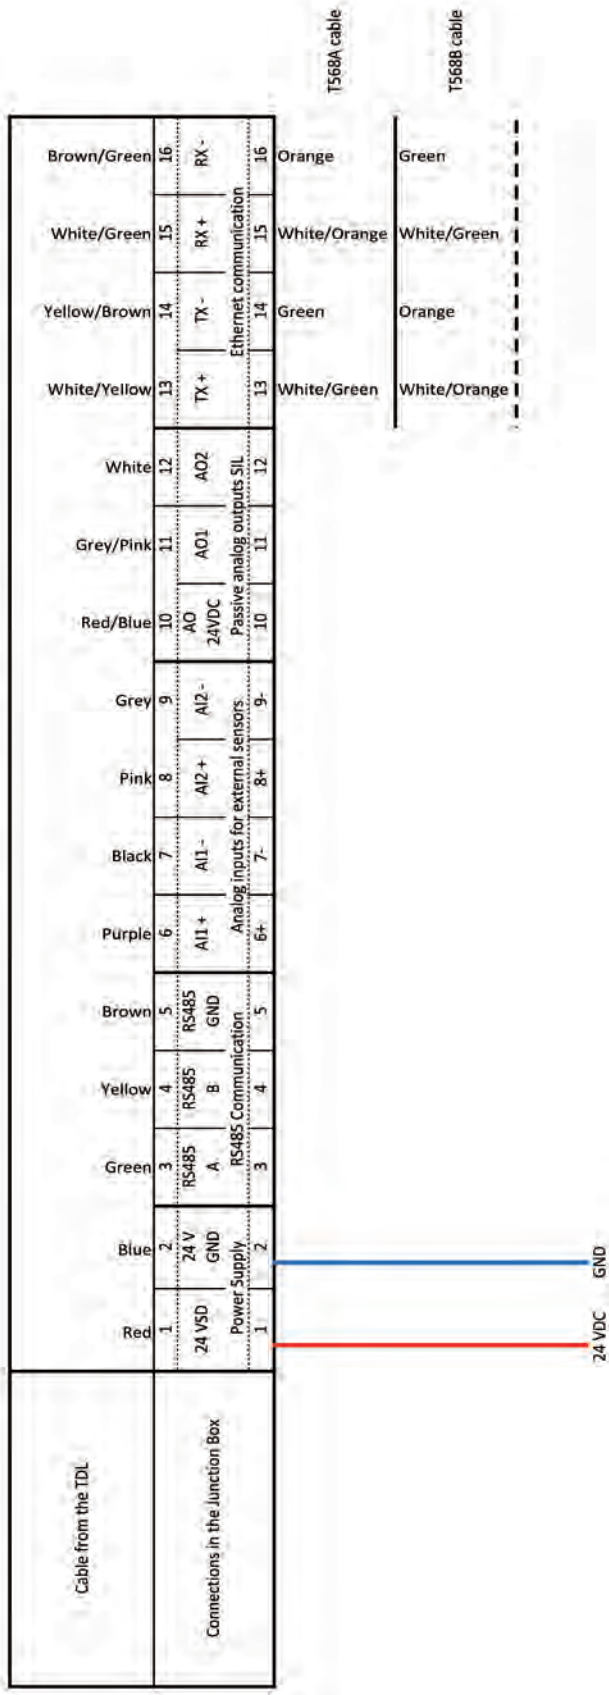 T568A cable
T568B cable
Brown/Green 16 RX - 16 Orange Green
White/Green 15 RX + 15 White/Orange White/Green
Yellow/Brown 14 TX - 14 Green Orange
White/Yellow 13 TX + 13 White/Green White/Orange
Ethernet communication
White 12 AO2 12
Grey/Pink 11 AO1 11
Red/Blue 10 AO 24VDC 10
Passive analog outputs SIL
Grey 9 AI2 - 9-
Pink 8 AI2 + 8+
Black 7 AI1 - 7-
Purple 6 AI1 + 6+
Analog inputs for external sensors
Brown 5 RS485 GND 5
Yellow 4 RS485 B 4
Green 3 RS485 A 3
RS485 Communication
Blue 2 24 V GND 2
Red 1 24 VSD 1
Power Supply
GND
24 VDC
Cable from the TDL
Connections in the Junction Box